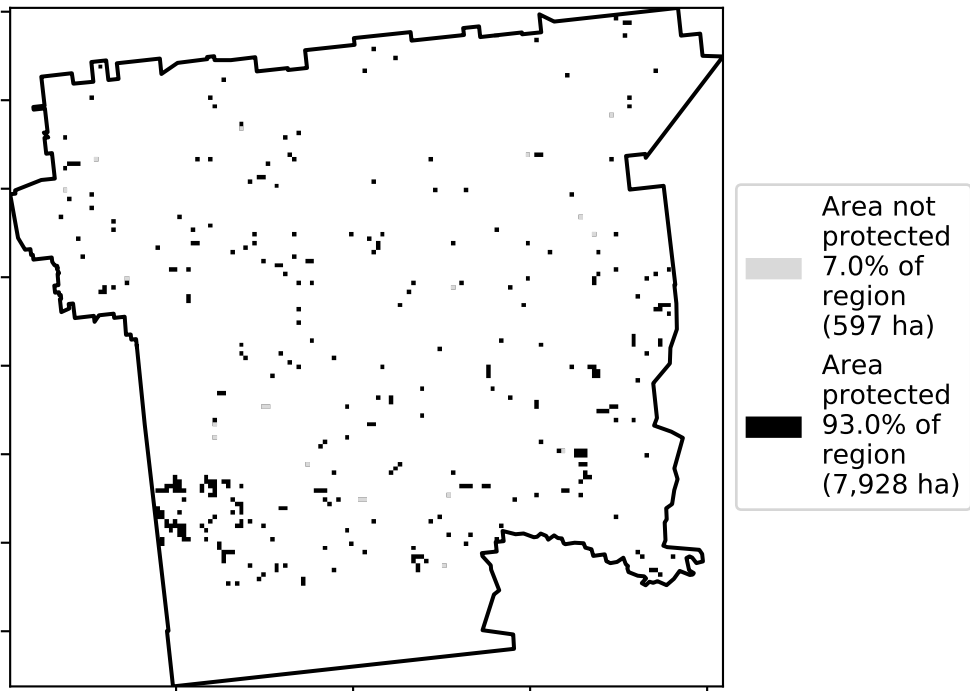 Area not
protected
7.0% of
region
(597 ha)
Area
protected
93.0% of
region
(7,928 ha)